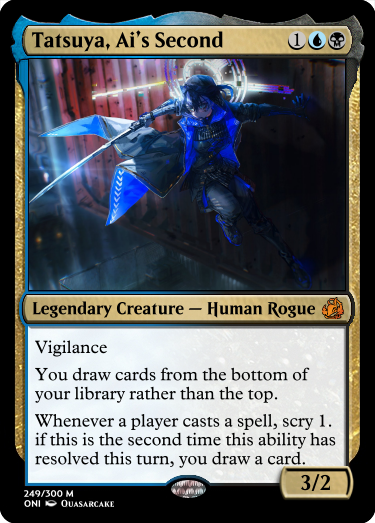 Tatsuya, Ai's Second 1
Legendary Creature — Human Rogue
Vigilance
You draw cards from the bottom of
your library rather than the top.
Whenever a player casts a spell, scry 1.
if this is the second time this ability has
resolved this turn, you draw a card.
3/2
249/300 M
ONI Quasarcake